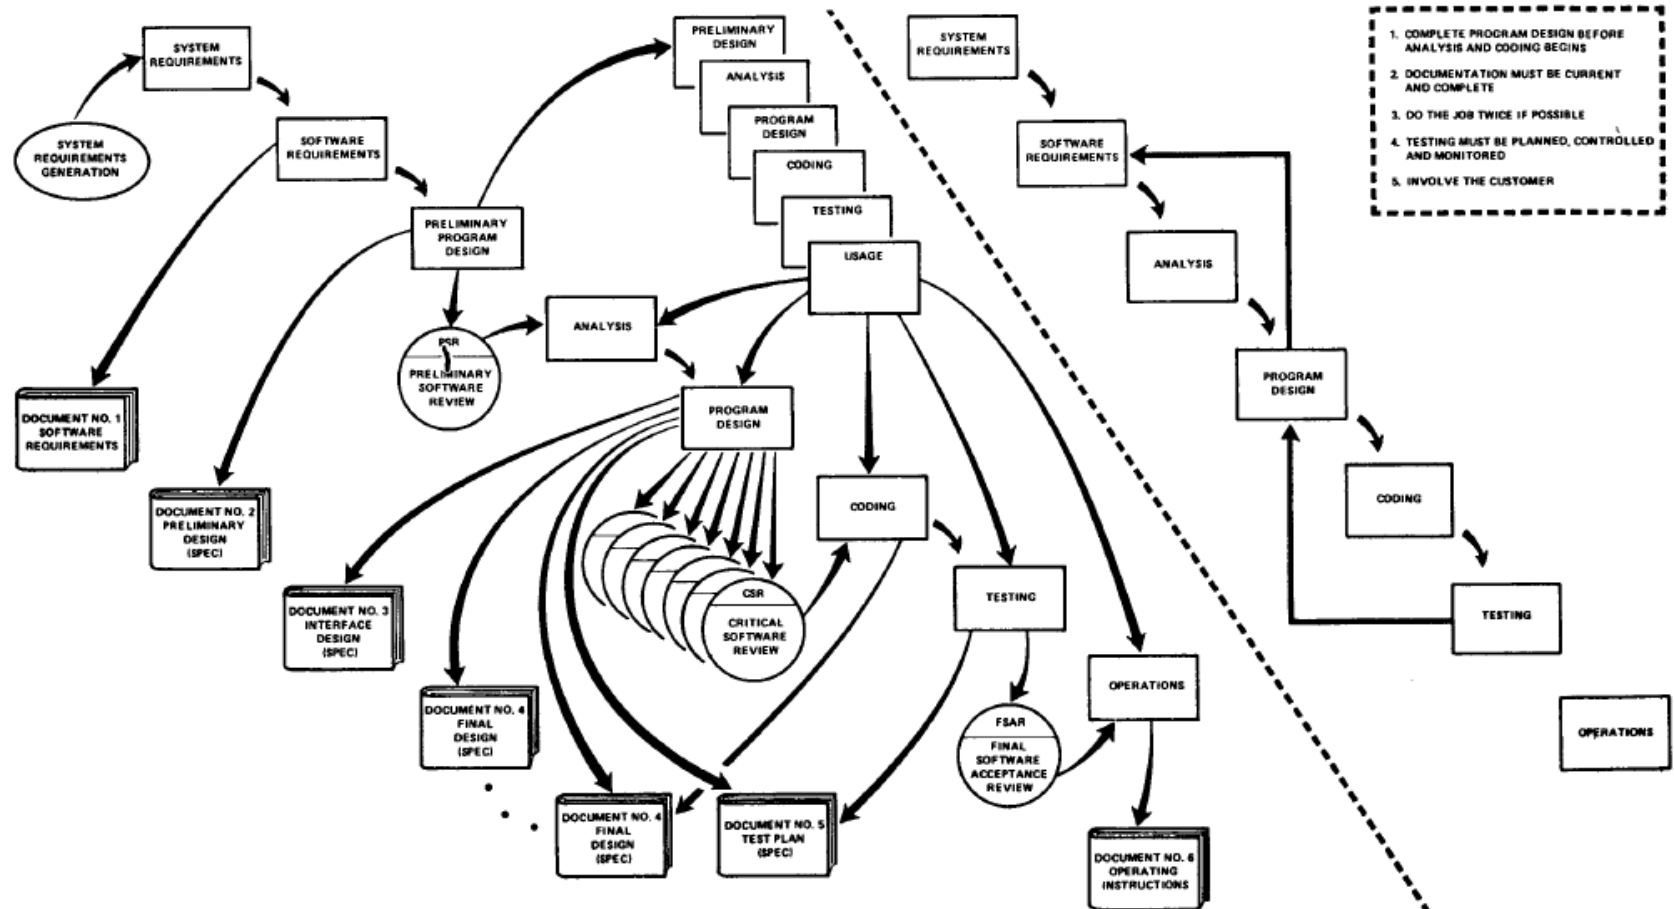 SYSTEM
REQUIREMENTS
GENERATION
SYSTEM
REQUIREMENTS
SOFTWARE
REQUIREMENTS
PRELIMINARY
PROGRAM
DESIGN
PRELIMINARY
DESIGN
ANALYSIS
PROGRAM
DESIGN
CODING
TESTING
USAGE
PSR
PRELIMINARY
SOFTWARE
REVIEW
ANALYSIS
PROGRAM
DESIGN
CSR
CRITICAL
SOFTWARE
REVIEW
CODING
TESTING
FSAR
FINAL
SOFTWARE
ACCEPTANCE
REVIEW
OPERATIONS
DOCUMENT NO. 1
SOFTWARE
REQUIREMENTS
DOCUMENT NO. 2
PRELIMINARY
DESIGN
(SPEC)
DOCUMENT NO. 3
INTERFACE
DESIGN
(SPEC)
DOCUMENT NO. 4
FINAL
DESIGN
(SPEC)
DOCUMENT NO. 4
FINAL
DESIGN
(SPEC)
DOCUMENT NO. 5
TEST PLAN
(SPEC)
DOCUMENT NO. 6
OPERATING
INSTRUCTIONS
SYSTEM
REQUIREMENTS
SOFTWARE
REQUIREMENTS
ANALYSIS
PROGRAM
DESIGN
CODING
TESTING
OPERATIONS
1. COMPLETE PROGRAM DESIGN BEFORE
ANALYSIS AND CODING BEGINS
2. DOCUMENTATION MUST BE CURRENT
AND COMPLETE
3. DO THE JOB TWICE IF POSSIBLE
4. TESTING MUST BE PLANNED, CONTROLLED
AND MONITORED
5. INVOLVE THE CUSTOMER